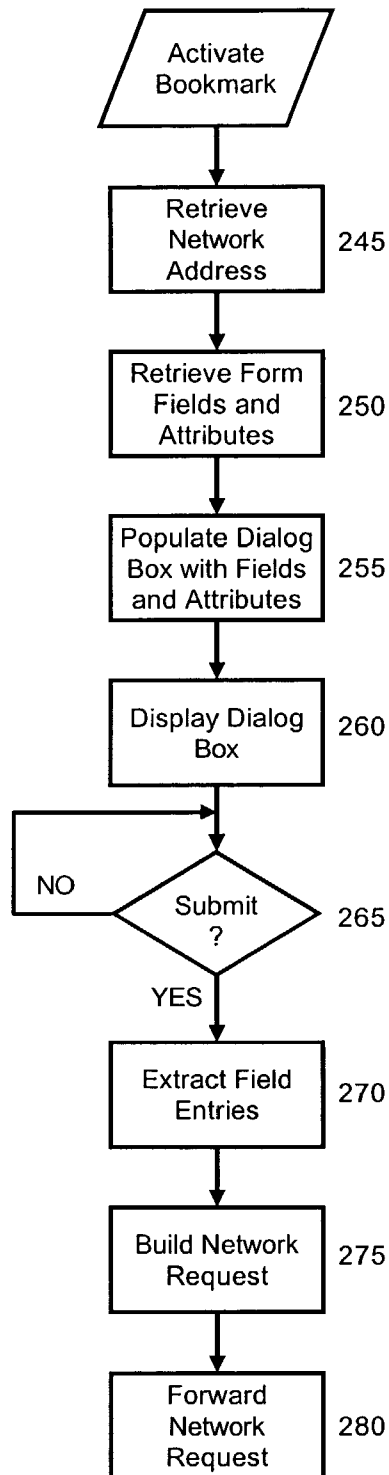 Activate
Bookmark
Retrieve
Network
Address
245
Retrieve Form
Fields and
Attributes
250
Populate Dialog
Box with Fields
and Attributes
255
Display Dialog
Box
260
NO
Submit
?
265
YES
Extract Field
Entries
270
Build Network
Request
275
Forward
Network
Request
280